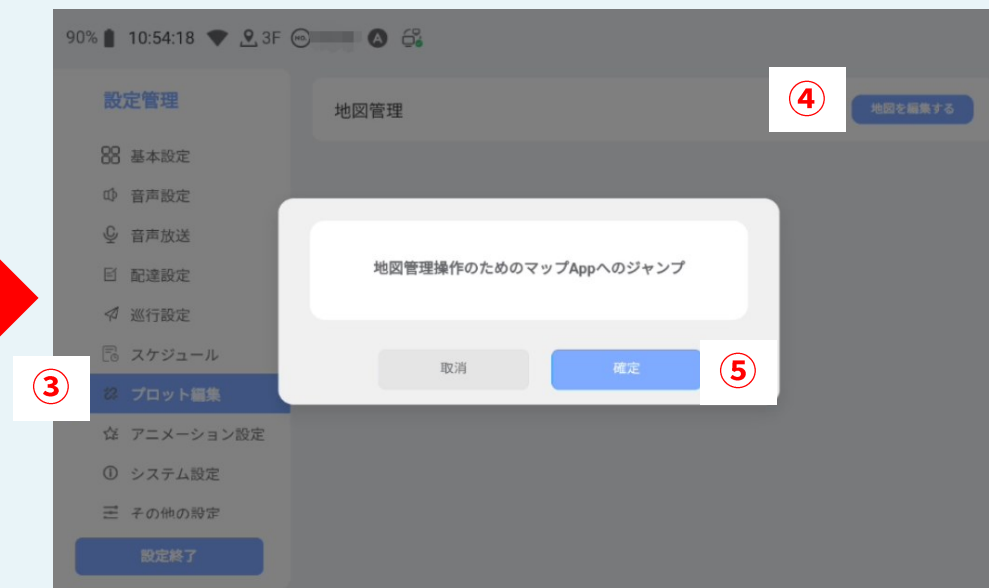 90% 10:54:18 3F A
設定管理
地図管理
④
地図を編集する
基本設定
音声設定
音声放送
配達設定
巡行設定
スケジュール
③
プロット編集
アニメーション設定
システム設定
その他の設定
設定終了
地図管理操作のためのマップAppへのジャンプ
取消
確定
⑤